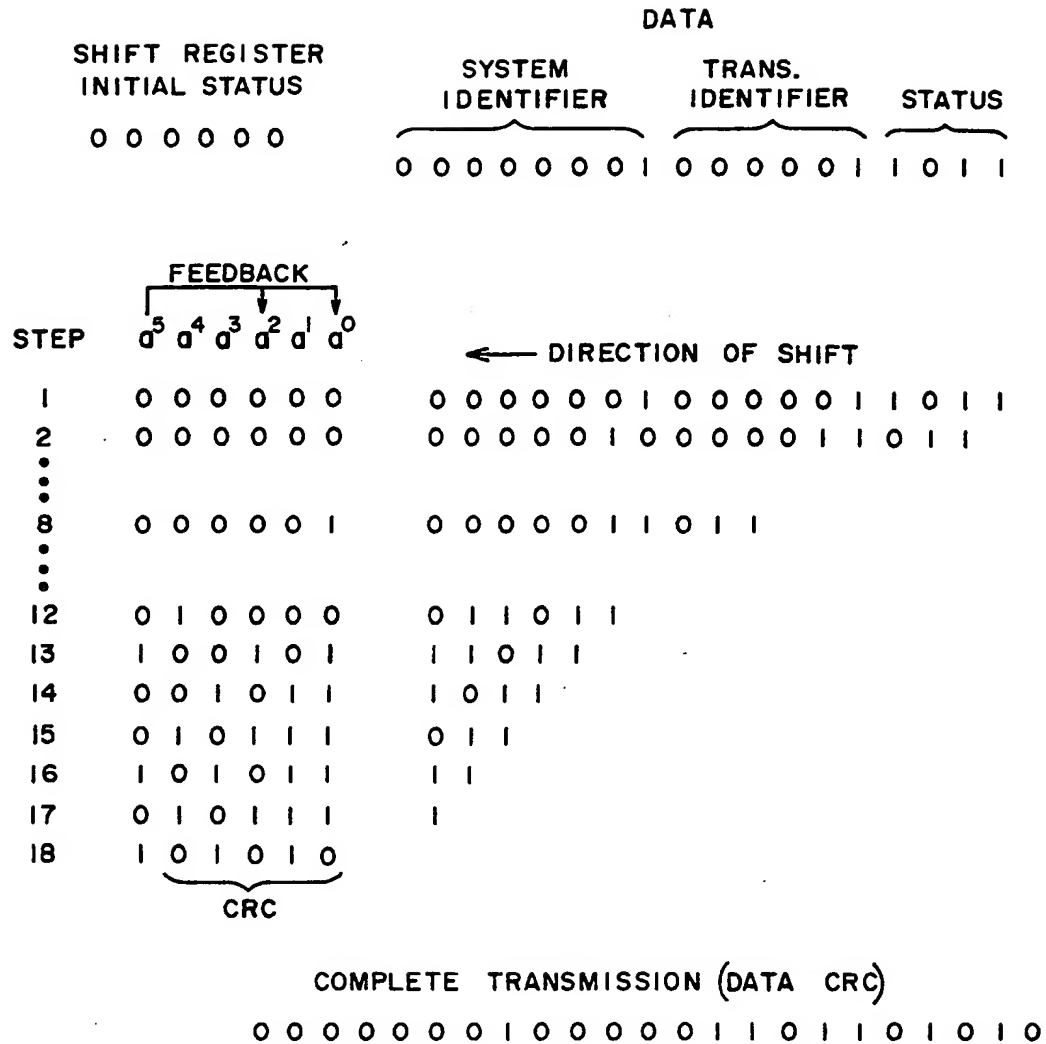 DATA
SHIFT REGISTER
INITIAL STATUS
SYSTEM
IDENTIFIER
TRANS.
IDENTIFIER
STATUS
0 0 0 0 0 0
0 0 0 0 0 0 0 1 0 0 0 0 0 1 1 0 1 1
FEEDBACK
STEP a⁵ a⁴ a³ a² a¹ a⁰ ← DIRECTION OF SHIFT
1 0 0 0 0 0 0 0 0 0 0 0 0 1 0 0 0 0 0 1 1 0 1 1
2 0 0 0 0 0 0 0 0 0 0 0 1 0 0 0 0 0 1 1 0 1 1
8 0 0 0 0 0 1 0 0 0 0 0 1 1 0 1 1
12 0 1 0 0 0 0 0 1 1 0 1 1
13 1 0 0 1 0 1 1 1 0 1 1
14 0 0 1 0 1 1 1 0 1 1
15 0 1 0 1 1 1 0 1 1
16 1 0 1 0 1 1 1 1
17 0 1 0 1 1 1 1
18 1 0 1 0 1 0
CRC
COMPLETE TRANSMISSION (DATA CRC)
0 0 0 0 0 0 0 1 0 0 0 0 0 1 1 0 1 1 0 1 0 1 0